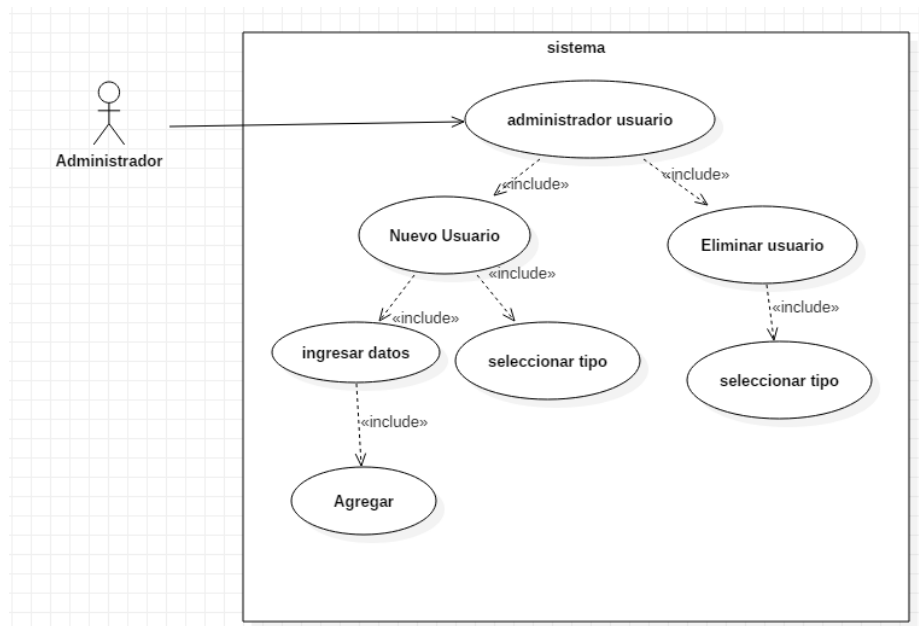 sistema
administrador usuario
Administrador
«include»
«include»
Nuevo Usuario
Eliminar usuario
«include»
«include»
«include»
ingresar datos
seleccionar tipo
seleccionar tipo
«include»
Agregar